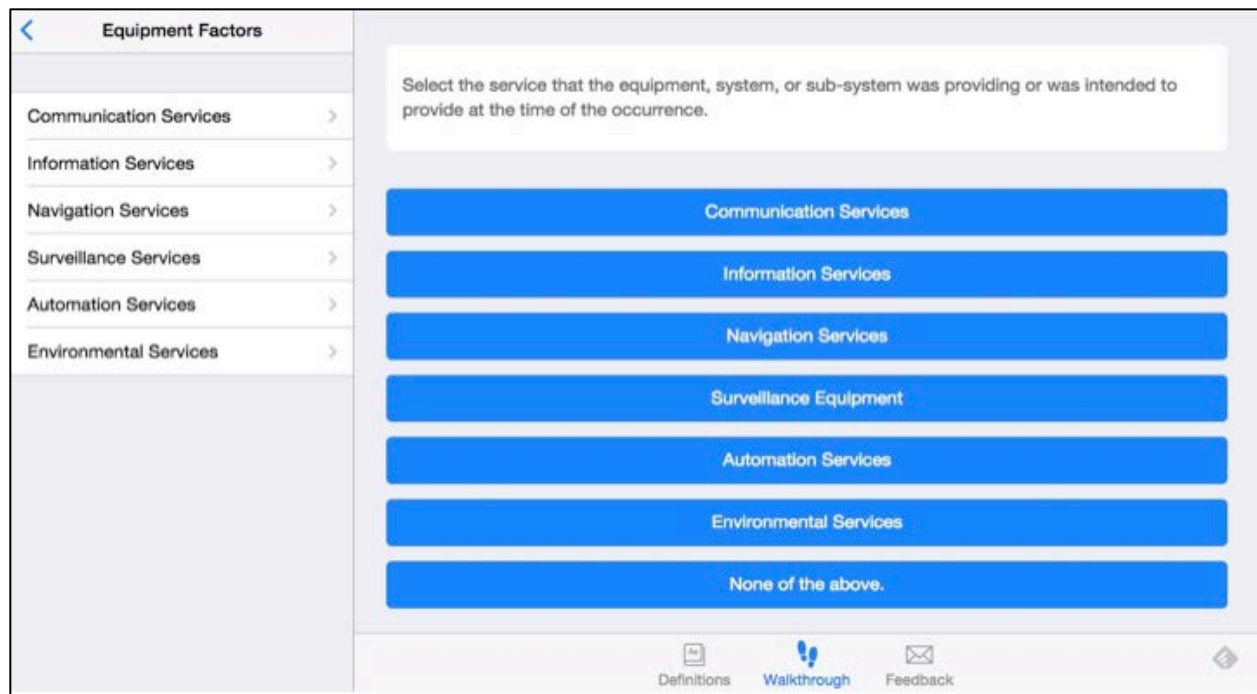 Equipment Factors
Communication Services
Information Services
Navigation Services
Surveillance Services
Automation Services
Environmental Services
Select the service that the equipment, system, or sub-system was providing or was intended to
provide at the time of the occurrence.
Communication Services
Information Services
Navigation Services
Surveillance Equipment
Automation Services
Environmental Services
None of the above.
Definitions
Walkthrough
Feedback